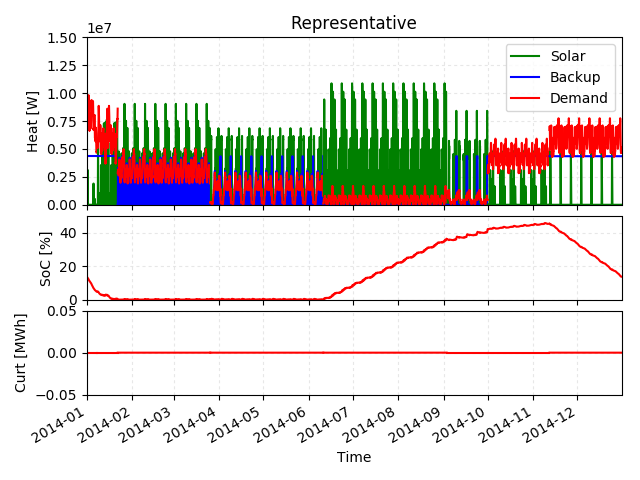 Representative
1e7
1.50
1.25
1.00
0.75
0.50
0.25
0.00
Heat [W]
Solar
Backup
Demand
40
20
0
SoC [%]
0.05
0.00
−0.05
Curt [MWh]
2014-01
2014-02
2014-03
2014-04
2014-05
2014-06
2014-07
2014-08
2014-09
2014-10
2014-11
2014-12
Time